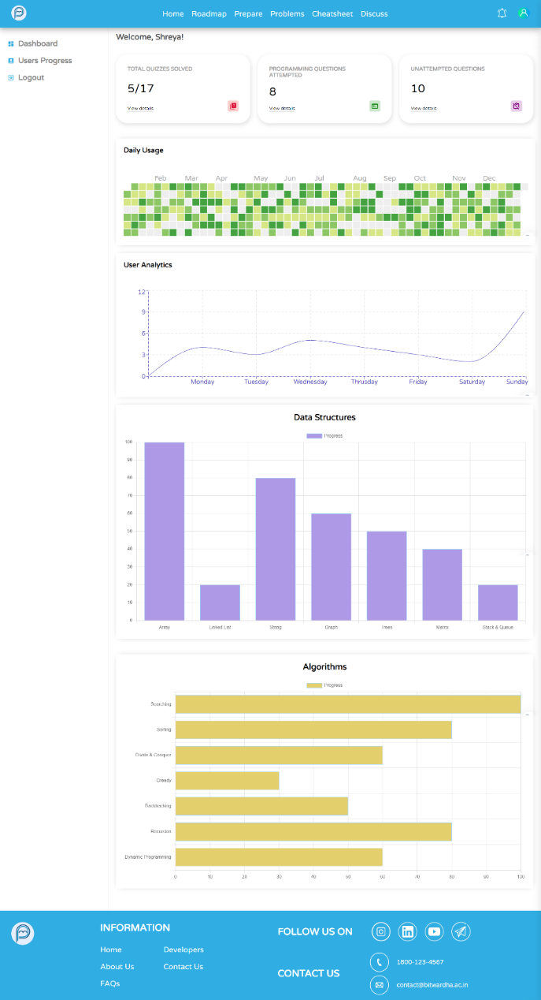 Home Roadmap Prepare Problems Cheatsheet Discuss
Dashboard
Users Progress
Logout
Welcome, Shreya!
TOTAL QUIZZES SOLVED
5/17
View details
PROGRAMMING QUESTIONS
ATTEMPTED
8
View details
UNATTEMPTED QUESTIONS
10
View details
Daily Usage
Feb Mar Apr May Jun Jul Aug Sep Oct Nov Dec
User Analytics
12
9
6
3
0
Monday Tuesday Wednesday Thrusday Friday Saturday Sunday
Data Structures
Progress
100
90
80
70
60
50
40
30
20
10
0
Array Linked List String Graph Trees Matrix Stack & Queue
Algorithms
Progress
Searching
Sorting
Divide & Conquer
Greedy
Backtracking
Recursion
Dynamic Programming
0 10 20 30 40 50 60 70 80 90 100
INFORMATION
Home Developers
About Us Contact Us
FAQs
FOLLOW US ON
CONTACT US
1800-123-4567
contact@bitwardha.ac.in